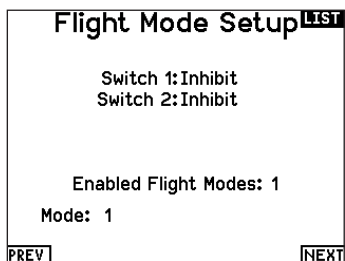 Flight Mode Setup LIST
Switch 1: Inhibit
Switch 2: Inhibit
Enabled Flight Modes: 1
Mode: 1
PREV NEXT